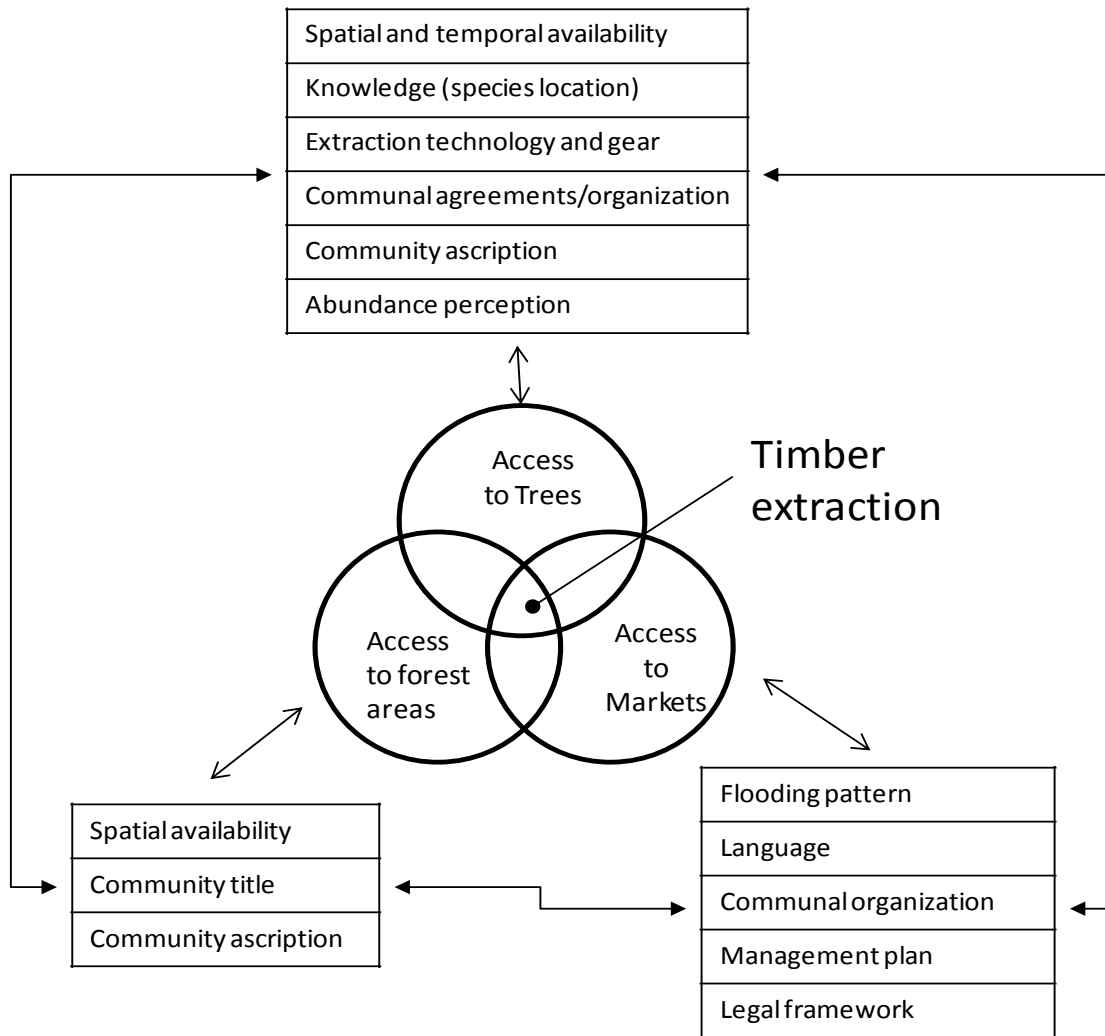 Spatial and temporal availability
Knowledge (species location)
Extraction technology and gear
Communal agreements/organization
Community ascription
Abundance perception
Access
to Trees
Timber
extraction
Access
to forest
areas
Access
to
Markets
Spatial availability
Community title
Community ascription
Flooding pattern
Language
Communal organization
Management plan
Legal framework